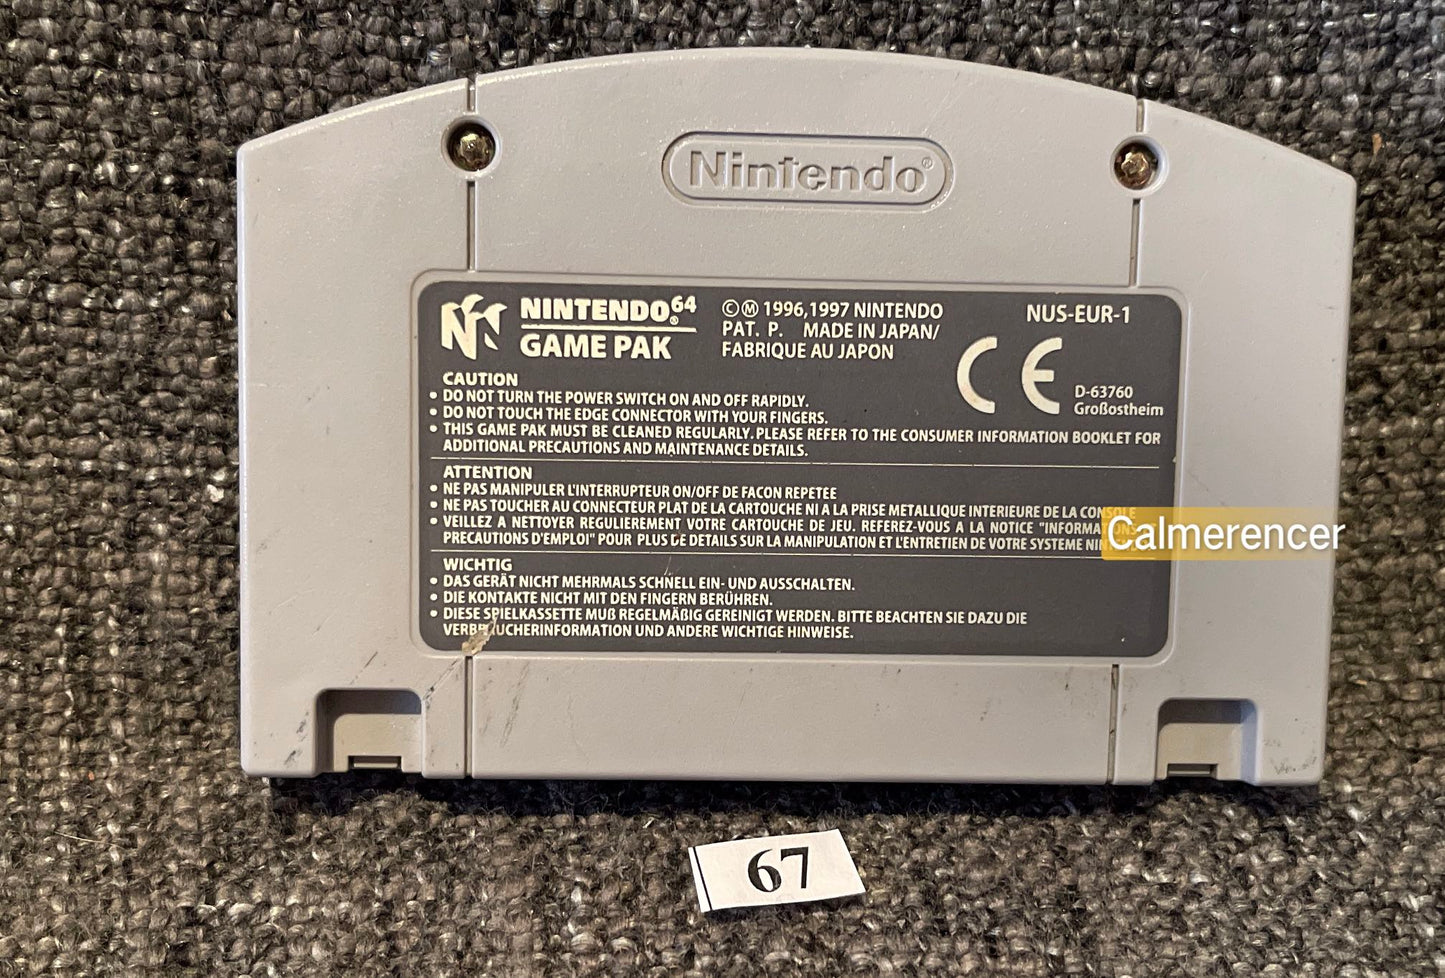 Nintendo®
NINTENDO64®
GAME PAK
©Ⓜ 1996,1997 NINTENDO
PAT. P. MADE IN JAPAN/
FABRIQUE AU JAPON
NUS-EUR-1
CE
D-63760
Großostheim
CAUTION
• DO NOT TURN THE POWER SWITCH ON AND OFF RAPIDLY.
• DO NOT TOUCH THE EDGE CONNECTOR WITH YOUR FINGERS.
• THIS GAME PAK MUST BE CLEANED REGULARLY. PLEASE REFER TO THE CONSUMER INFORMATION BOOKLET FOR
ADDITIONAL PRECAUTIONS AND MAINTENANCE DETAILS.
ATTENTION
• NE PAS MANIPULER L'INTERRUPTEUR ON/OFF DE FACON REPETEE
• NE PAS TOUCHER AU CONNECTEUR PLAT DE LA CARTOUCHE NI A LA PRISE METALLIQUE INTERIEURE DE LA CONSOLE
• VEILLEZ A NETTOYER REGULIEREMENT VOTRE CARTOUCHE DE JEU. REFEREZ-VOUS A LA NOTICE
PRECAUTIONS D'EMPLOI" POUR PLUS DE DETAILS SUR LA MANIPULATION ET L'ENTRETIEN DE VOTRE SYSTEME
Calmerencer
WICHTIG
• DAS GERÄT NICHT MEHRMALS SCHNELL EIN- UND AUSSCHALTEN.
• DIE KONTAKTE NICHT MIT DEN FINGERN BERÜHREN.
• DIESE SPIELKASSETTE MUß REGELMÄßIG GEREINIGT WERDEN. BITTE BEACHTEN SIE DAZU DIE
VERBRAUCHERINFORMATION UND ANDERE WICHTIGE HINWEISE.
67